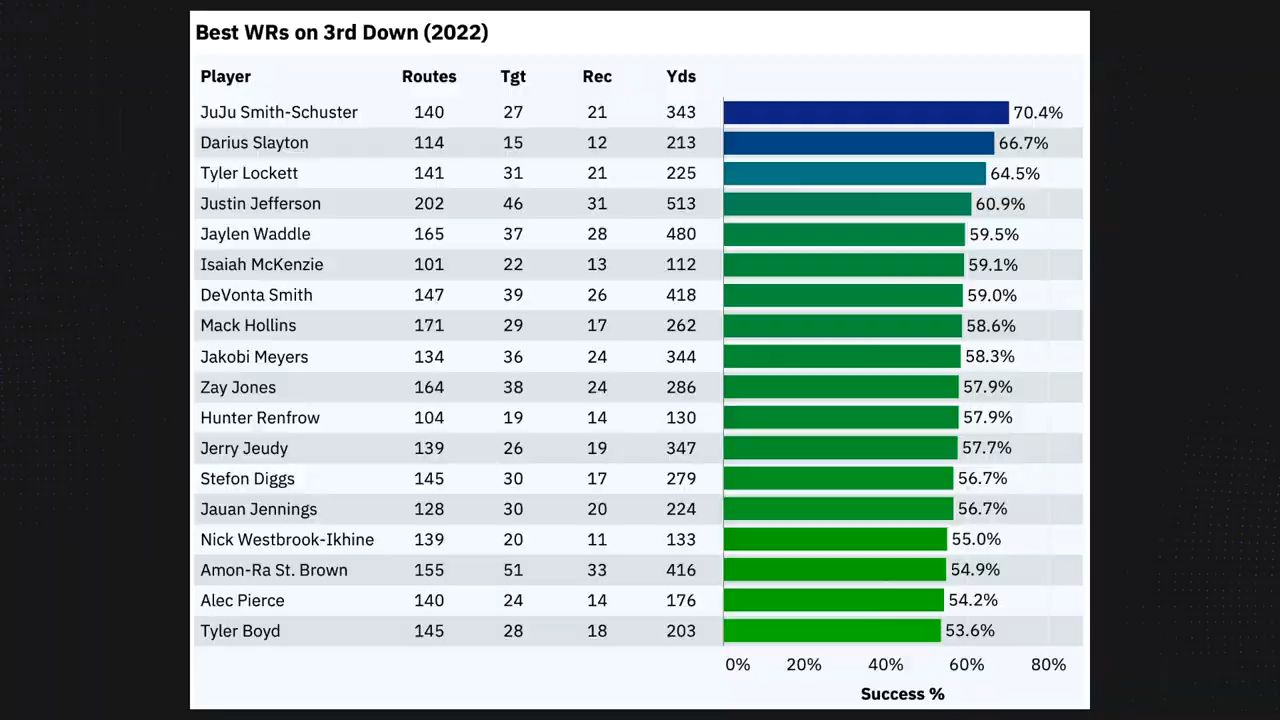 Best WRs on 3rd Down (2022)
Player Routes Tgt Rec Yds
JuJu Smith-Schuster 140 27 21 343 70.4%
Darius Slayton 114 15 12 213 66.7%
Tyler Lockett 141 31 21 225 64.5%
Justin Jefferson 202 46 31 513 60.9%
Jaylen Waddle 165 37 28 480 59.5%
Isaiah McKenzie 101 22 13 112 59.1%
DeVonta Smith 147 39 26 418 59.0%
Mack Hollins 171 29 17 262 58.6%
Jakobi Meyers 134 36 24 344 58.3%
Zay Jones 164 38 24 286 57.9%
Hunter Renfrow 104 19 14 130 57.9%
Jerry Jeudy 139 26 19 347 57.7%
Stefon Diggs 145 30 17 279 56.7%
Jauan Jennings 128 30 20 224 56.7%
Nick Westbrook-Ikhine 139 20 11 133 55.0%
Amon-Ra St. Brown 155 51 33 416 54.9%
Alec Pierce 140 24 14 176 54.2%
Tyler Boyd 145 28 18 203 53.6%
0% 20% 40% 60% 80%
Success %